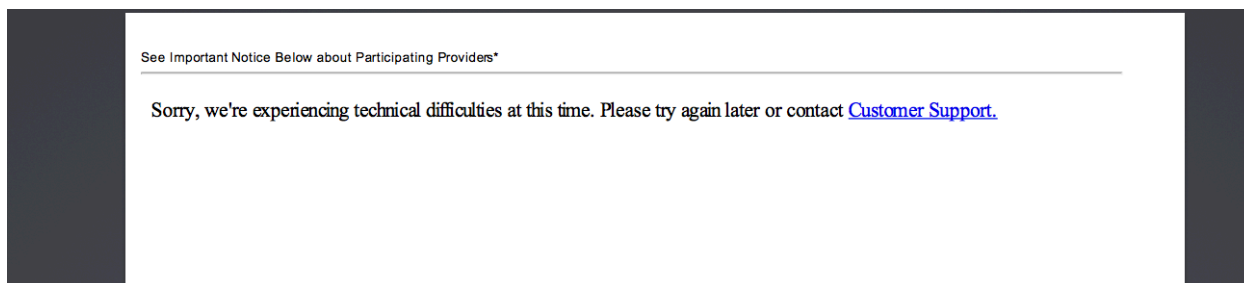 See Important Notice Below about Participating Providers*
Sorry, we're experiencing technical difficulties at this time. Please try again later or contact Customer Support.